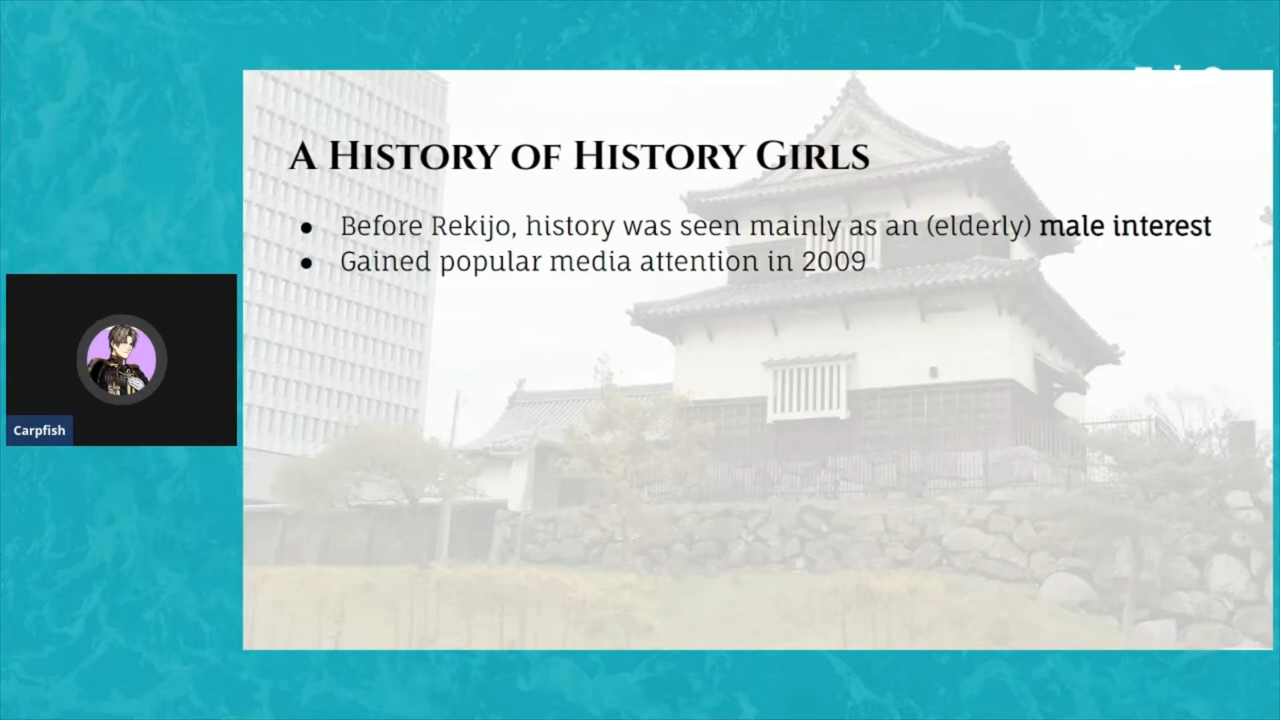 A History of History Girls
● Before Rekijo, history was seen mainly as an (elderly) male interest
● Gained popular media attention in 2009
Carpfish